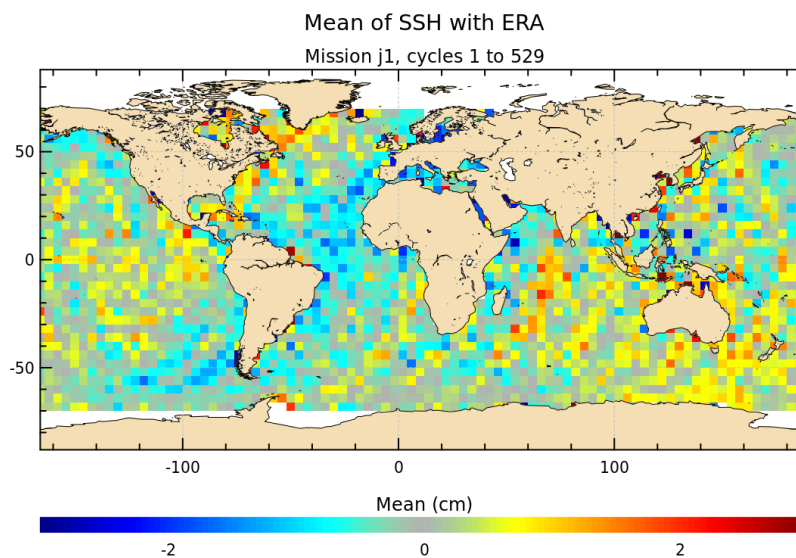 Mean of SSH with ERA
Mission j1, cycles 1 to 529
50
0
-50
-100 0 100
Mean (cm)
-2 0 2